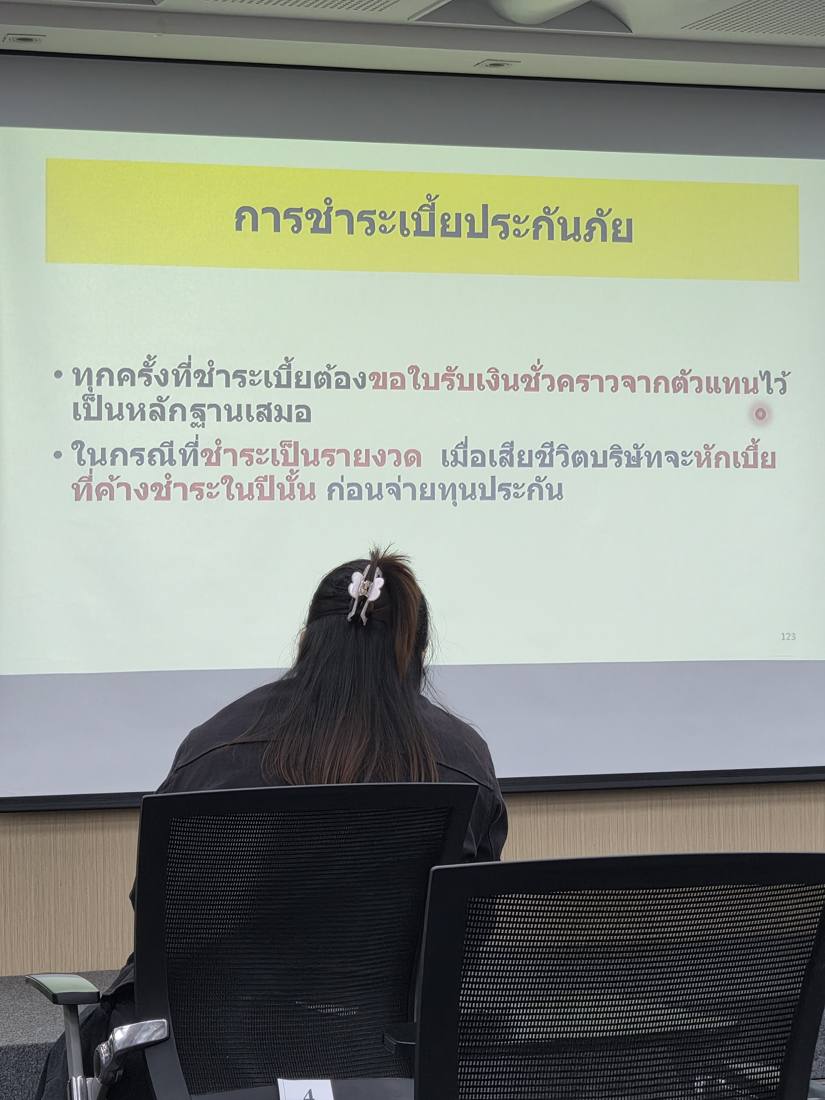 การชำระเบี้ยประกันภัย
• ทุกครั้งที่ชำระเบี้ยต้องขอใบรับเงินชั่วคราวจากตัวแทนไว้
เป็นหลักฐานเสมอ
• ในกรณีที่ชำระเป็นรายงวด เมื่อเสียชีวิตบริษัทจะหักเบี้ย
ที่ค้างชำระในปีนั้น ก่อนจ่ายทุนประกัน
123
4